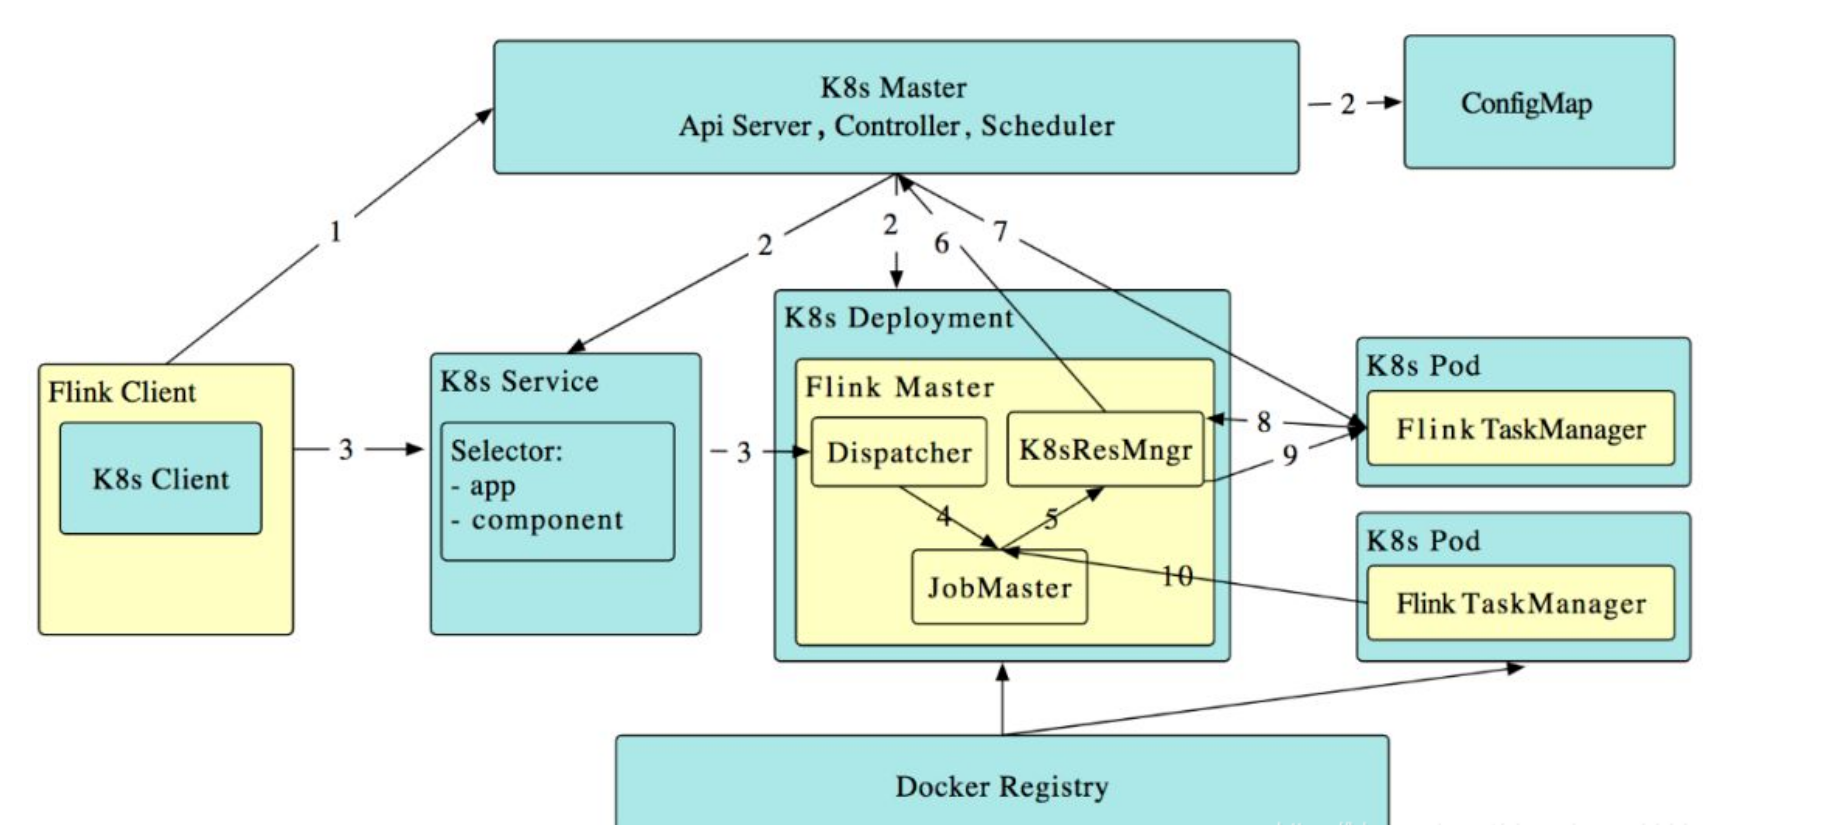 K8s Master
Api Server, Controller, Scheduler
2
ConfigMap
1
2
2
6
7
K8s Deployment
Flink Client
K8s Client
3
K8s Service
Selector:
- app
- component
3
Flink Master
Dispatcher
K8sResMngr
4
5
JobMaster
8
9
10
K8s Pod
Flink TaskManager
K8s Pod
Flink TaskManager
Docker Registry